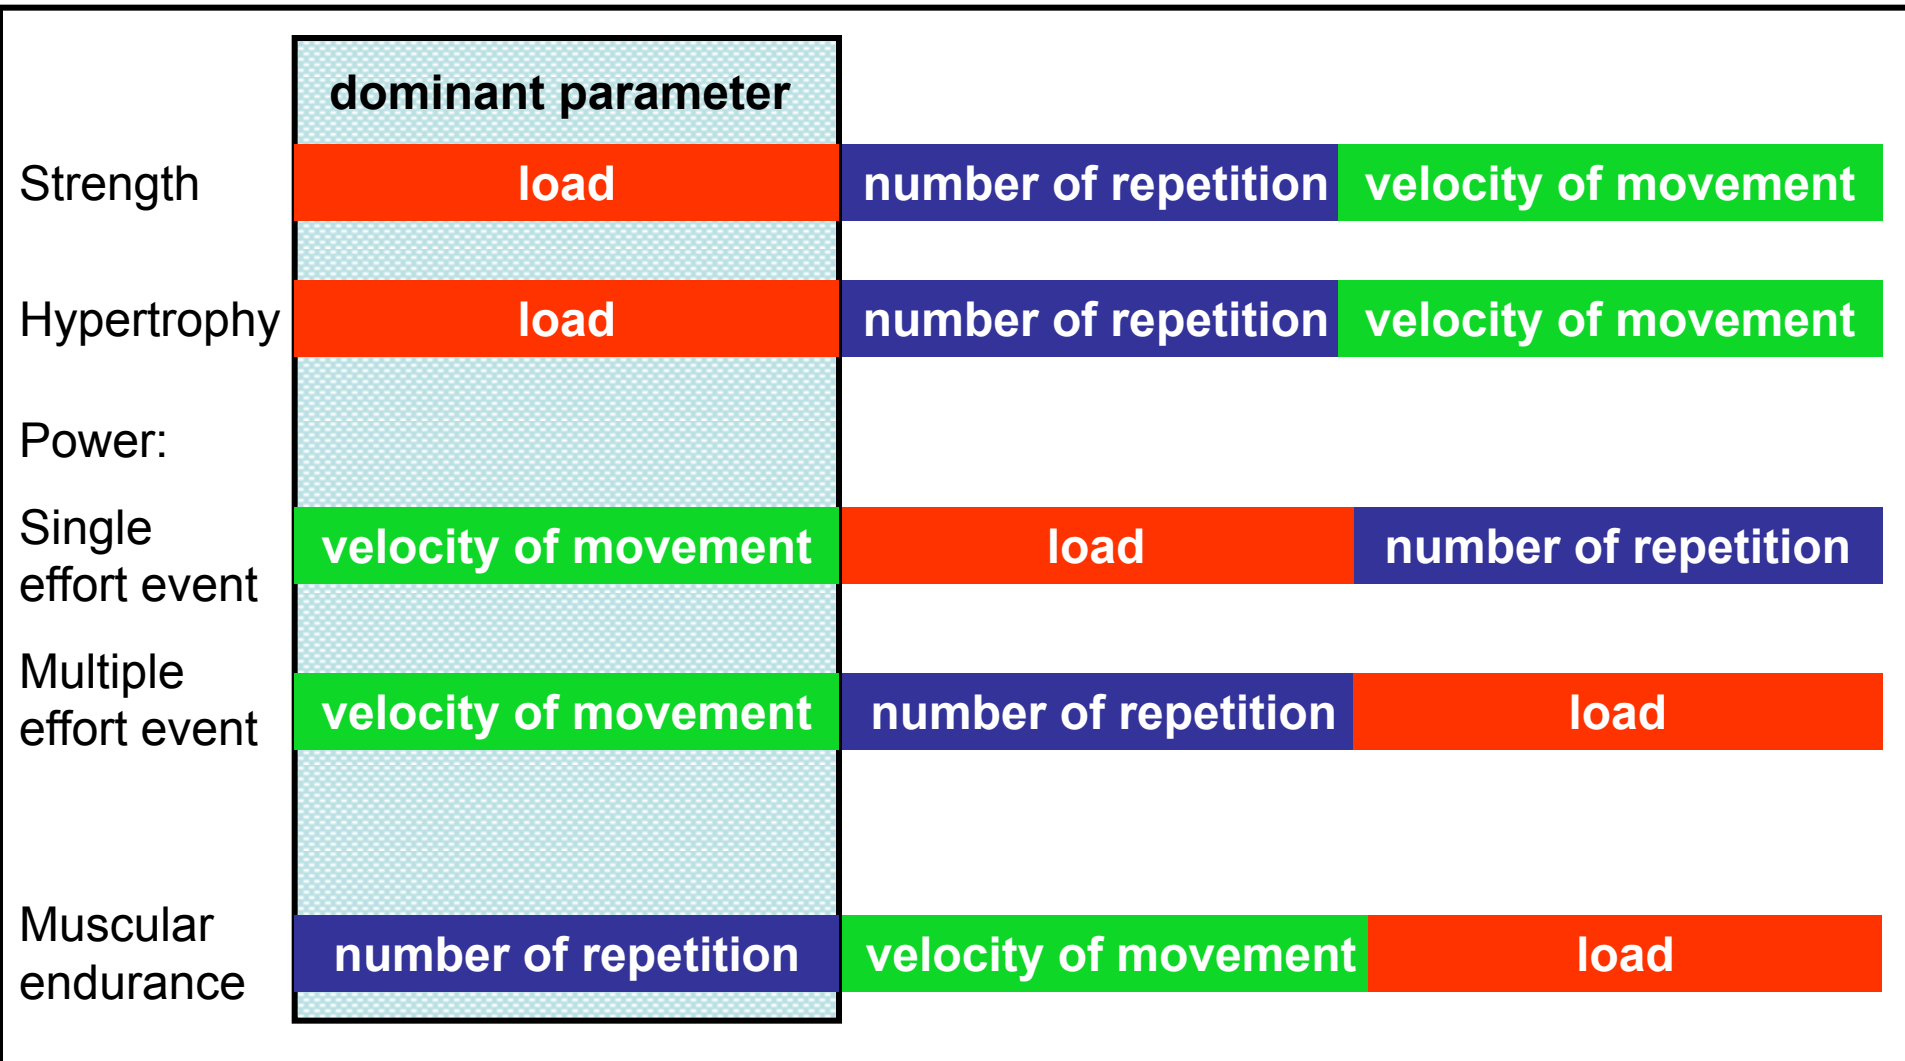 dominant parameter
Strength load number of repetition velocity of movement
Hypertrophy load number of repetition velocity of movement
Power:
Single
effort event velocity of movement load number of repetition
Multiple
effort event velocity of movement number of repetition load
Muscular
endurance number of repetition velocity of movement load